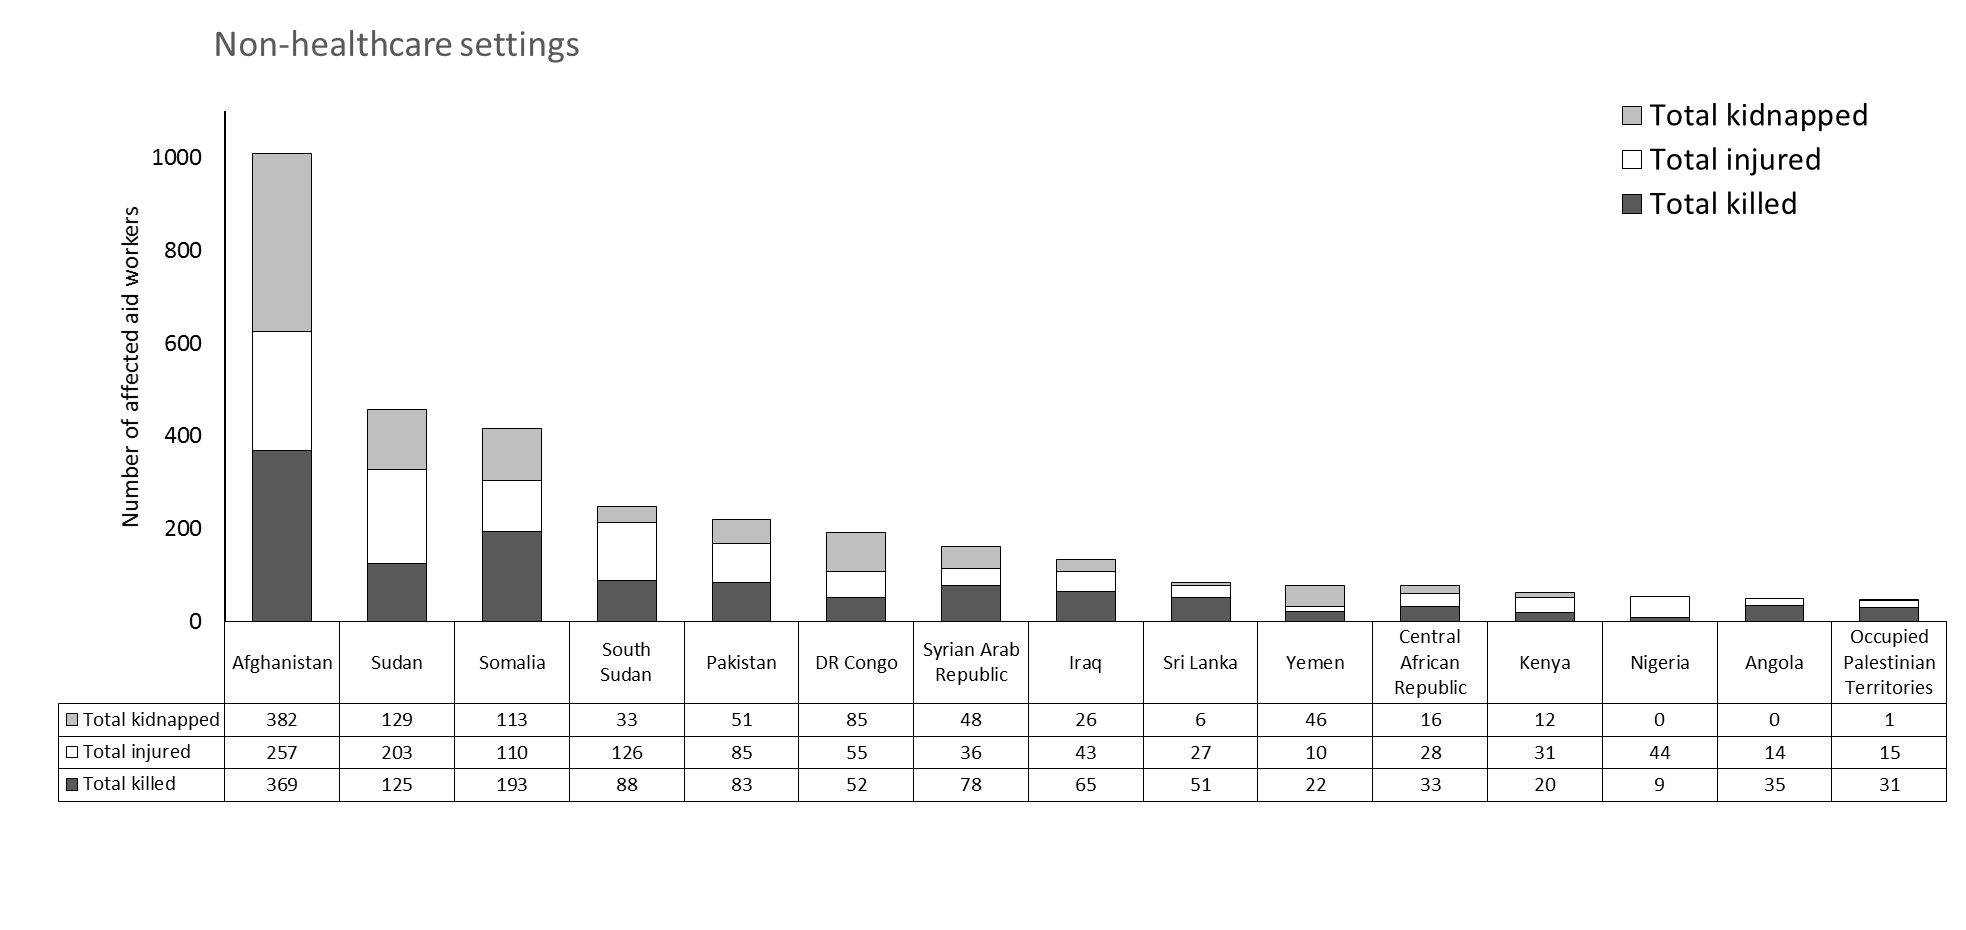 Non-healthcare settings
Total kidnapped
Total injured
Total killed
Number of affected aid workers
1000
800
600
400
200
0
Afghanistan Sudan Somalia South Sudan Pakistan DR Congo Syrian Arab Republic Iraq Sri Lanka Yemen Central African Republic Kenya Nigeria Angola Occupied Palestinian Territories
Total kidnapped 382 129 113 33 51 85 48 26 6 46 16 12 0 0 1
Total injured 257 203 110 126 85 55 36 43 27 10 28 31 44 14 15
Total killed 369 125 193 88 83 52 78 65 51 22 33 20 9 35 31